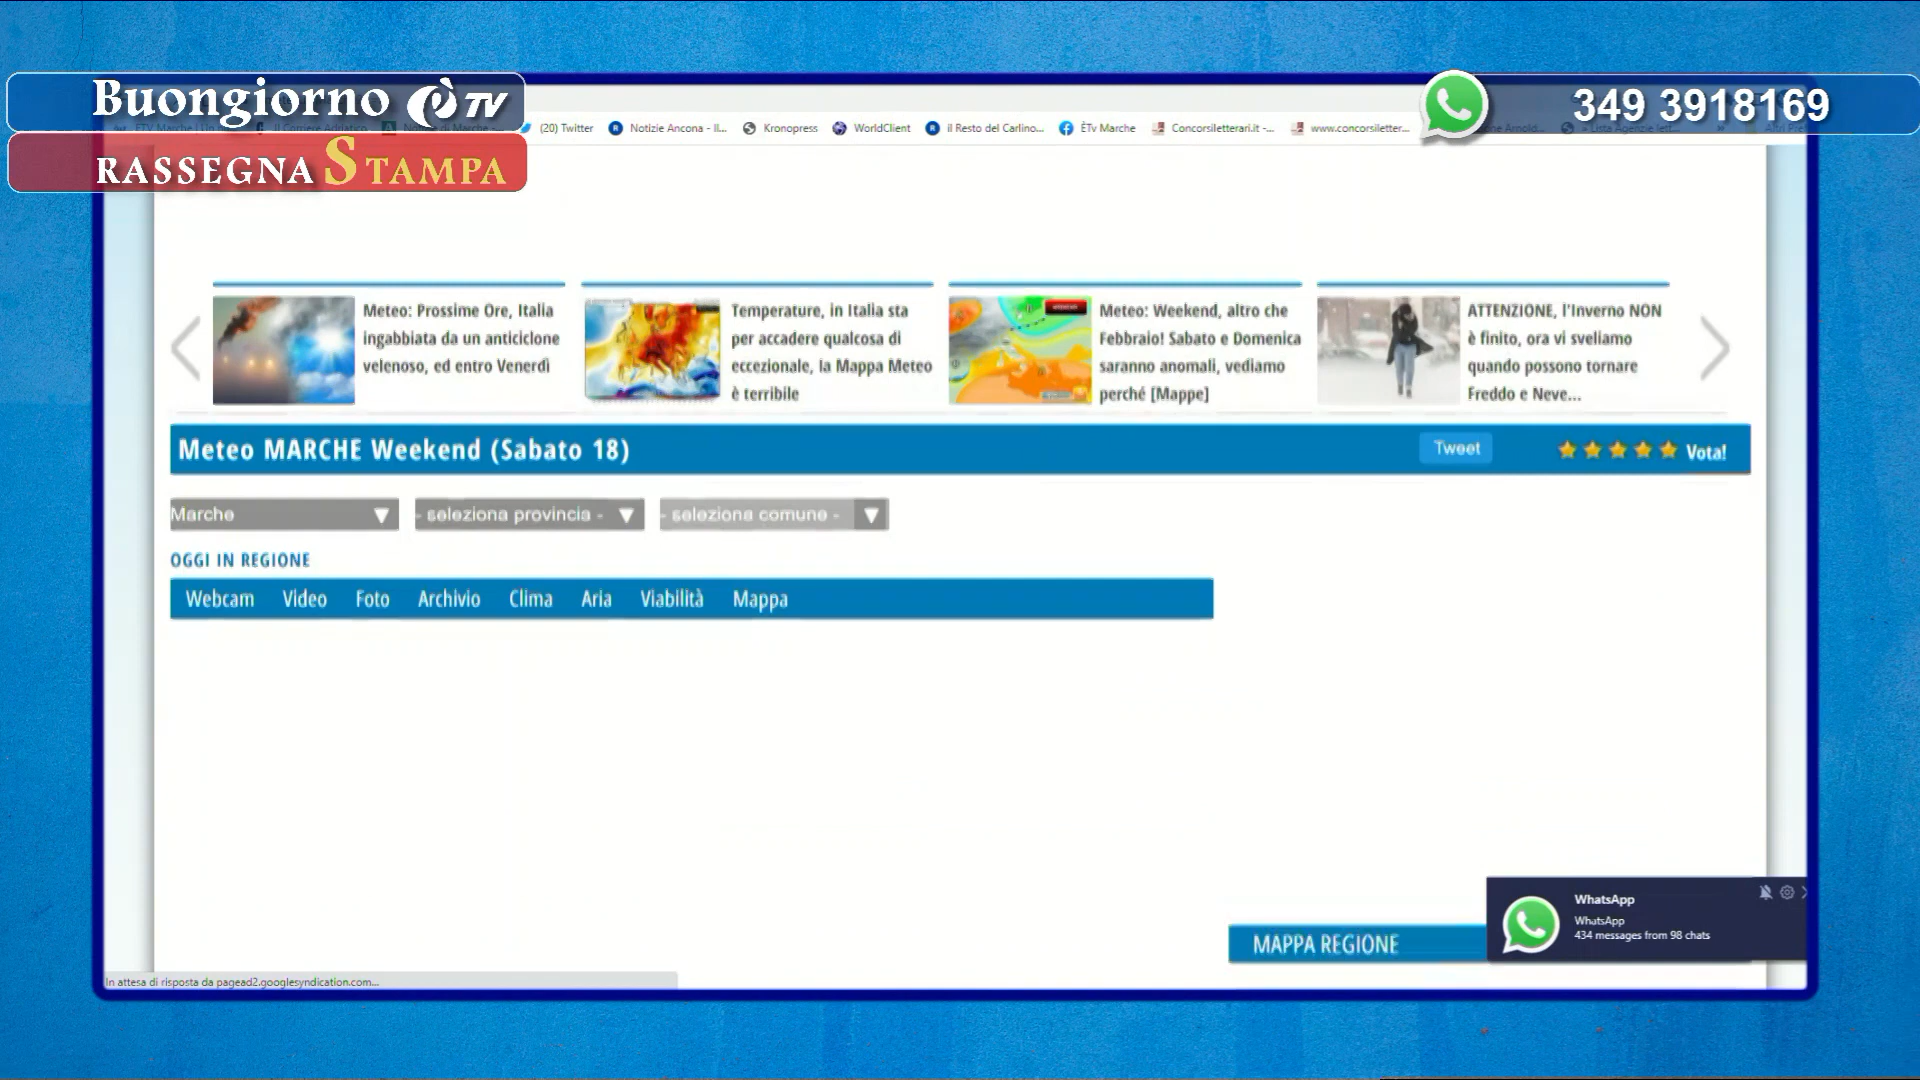 Buongiorno è TV
RASSEGNA STAMPA
349 3918169
(20) Twitter
Notizie Ancona - Il...
Kronopress
WorldClient
il Resto del Carlino...
ÈTv Marche
Concorsiletterari.it -...
www.concorsiletter...
Meteo: Prossime Ore, Italia
ingabbiata da un anticiclone
velenoso, ed entro Venerdì
Temperature, in Italia sta
per accadere qualcosa di
eccezionale, la Mappa Meteo
è terribile
Meteo: Weekend, altro che
Febbraio! Sabato e Domenica
saranno anomali, vediamo
perché [Mappe]
ATTENZIONE, l'Inverno NON
è finito, ora vi sveliamo
quando possono tornare
Freddo e Neve...
Meteo MARCHE Weekend (Sabato 18)
Tweet
Vota!
Marche
- seleziona provincia -
- seleziona comune -
OGGI IN REGIONE
Webcam Video Foto Archivio Clima Aria Viabilità Mappa
MAPPA REGIONE
WhatsApp
WhatsApp
434 messages from 98 chats
In attesa di risposta da pagead2.googlesyndication.com...